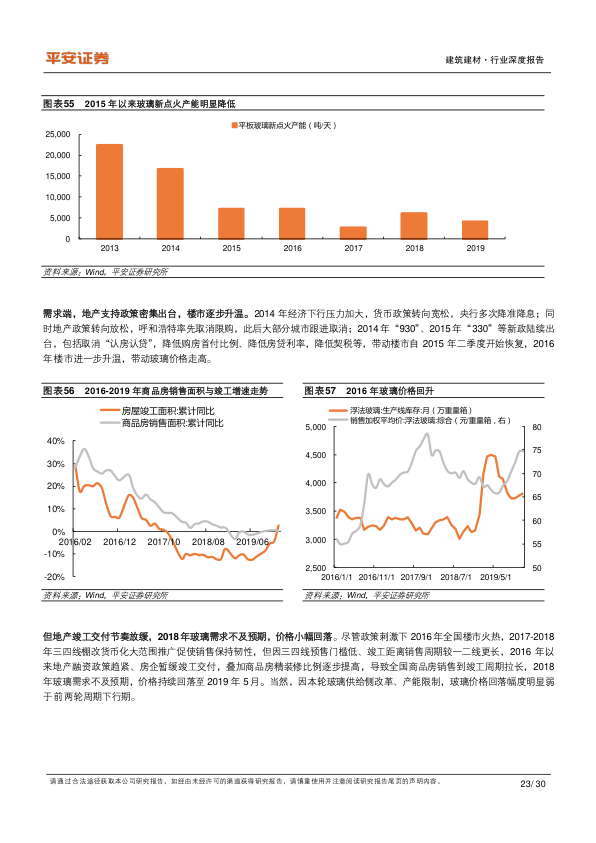 平安证券
建筑建材·行业深度报告
图表55 2015 年以来玻璃新点火产能明显降低
平板玻璃新点火产能（吨/天）
25,000
20,000
15,000
10,000
5,000
0
2013 2014 2015 2016 2017 2018 2019
资料来源：Wind，平安证券研究所
需求端，地产支持政策密集出台，楼市逐步升温。2014 年经济下行压力加大，货币政策转向宽松，央行多次降准降息；同
时地产政策转向放松，呼和浩特率先取消限购，此后大部分城市跟进取消；2014 年“930”、2015 年“330”等新政陆续出
台，包括取消“认房认贷”，降低购房首付比例、降低房贷利率，降低契税等，带动楼市自 2015 年二季度开始恢复，2016
年楼市进一步升温，带动玻璃价格走高。
图表56 2016-2019 年商品房销售面积与竣工增速走势
房屋竣工面积:累计同比
商品房销售面积:累计同比
40%
30%
20%
10%
0%
-10%
-20%
2016/02 2016/12 2017/10 2018/08 2019/06
资料来源：Wind，平安证券研究所
图表57 2016 年玻璃价格回升
浮法玻璃:生产线库存:月（万重量箱）
销售加权平均价:浮法玻璃:综合（元/重量箱，右）
5,000
4,500
4,000
3,500
3,000
2,500
80
75
70
65
60
55
50
2016/1/1 2016/11/1 2017/9/1 2018/7/1 2019/5/1
资料来源：Wind，平安证券研究所
但地产竣工交付节奏放缓，2018 年玻璃需求不及预期，价格小幅回落。尽管政策刺激下 2016 年全国楼市火热，2017-2018
年三四线棚改货币化大范围推广促使销售保持韧性，但因三四线预售门槛低、竣工距离销售周期较一二线更长，2016 年以
来地产融资政策趋紧、房企暂缓竣工交付，叠加商品房精装修比例逐步提高，导致全国商品房销售到竣工周期拉长，2018
年玻璃需求不及预期，价格持续回落至 2019 年 5 月。当然，因本轮玻璃供给侧改革、产能限制，玻璃价格回落幅度明显弱
于前两轮周期下行期。
请通过合法途径获取本公司研究报告，如经由未经许可的渠道获得研究报告，请慎重使用并注意阅读研究报告尾页的声明内容。
23/ 30